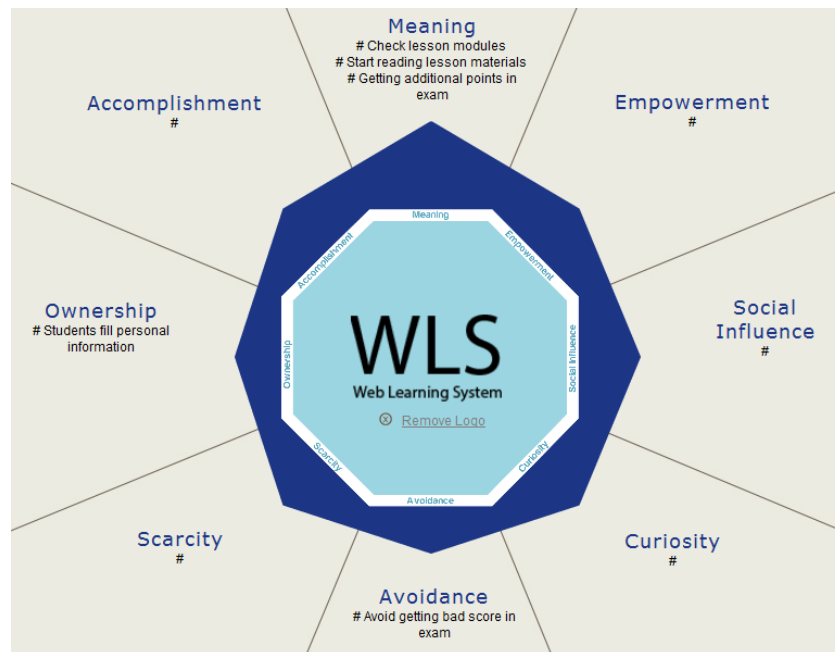 Meaning
# Check lesson modules
# Start reading lesson materials
# Getting additional points in
exam
Accomplishment
#
Empowerment
#
Meaning
Accomplishment
Empowerment
Ownership
# Students fill personal
information
Ownership
WLS
Web Learning System
Remove Logo
Social Influence
Social
Influence
#
Scarcity
Curiosity
Avoidance
Scarcity
#
Curiosity
#
Avoidance
# Avoid getting bad score in
exam